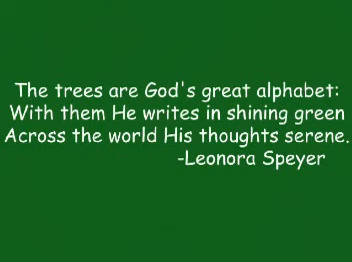 The trees are God's great alphabet:
With them He writes in shining green
Across the world His thoughts serene.
-Leonora Speyer